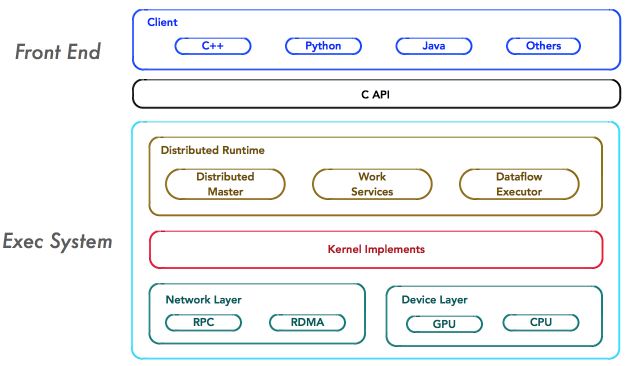 Front End
Client
C++
Python
Java
Others
C API
Exec System
Distributed Runtime
Distributed
Master
Work
Services
Dataflow
Executor
Kernel Implements
Network Layer
RPC
RDMA
Device Layer
GPU
CPU